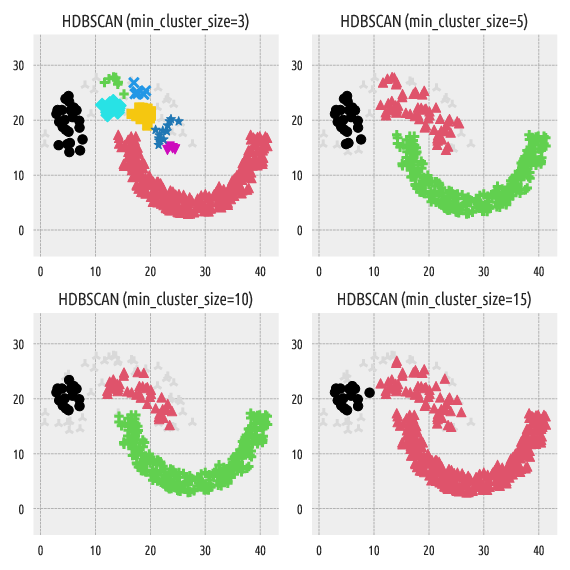 HDBSCAN (min_cluster_size=3)
HDBSCAN (min_cluster_size=5)
30
20
10
0
0 10 20 30 40
30
20
10
0
0 10 20 30 40
HDBSCAN (min_cluster_size=10)
HDBSCAN (min_cluster_size=15)
30
20
10
0
0 10 20 30 40
30
20
10
0
0 10 20 30 40